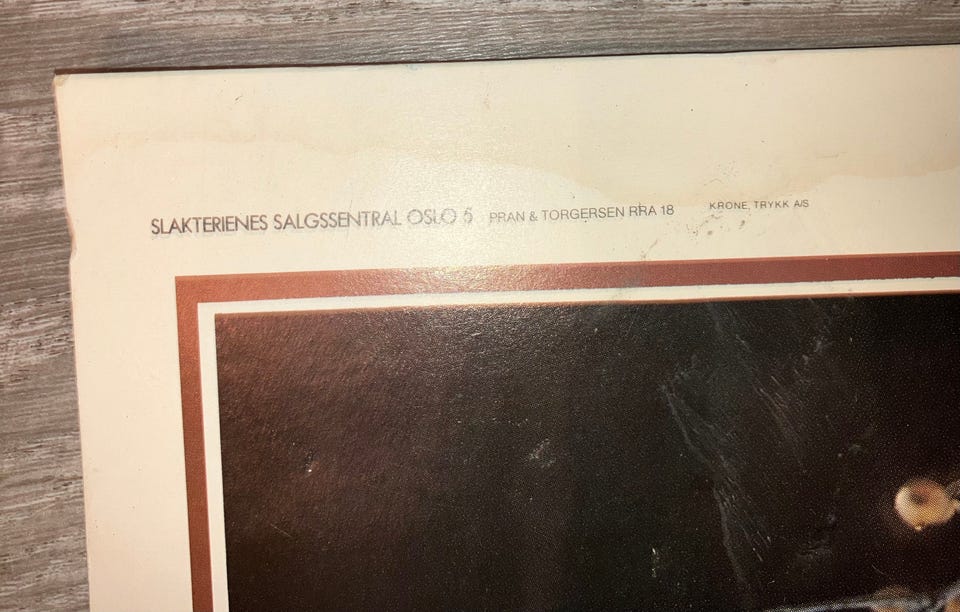 SLAKTERIENES SALGSSENTRAL OSLO 5 PRAN & TORGERSEN RRA 18 KRONE, TRYKK A/S